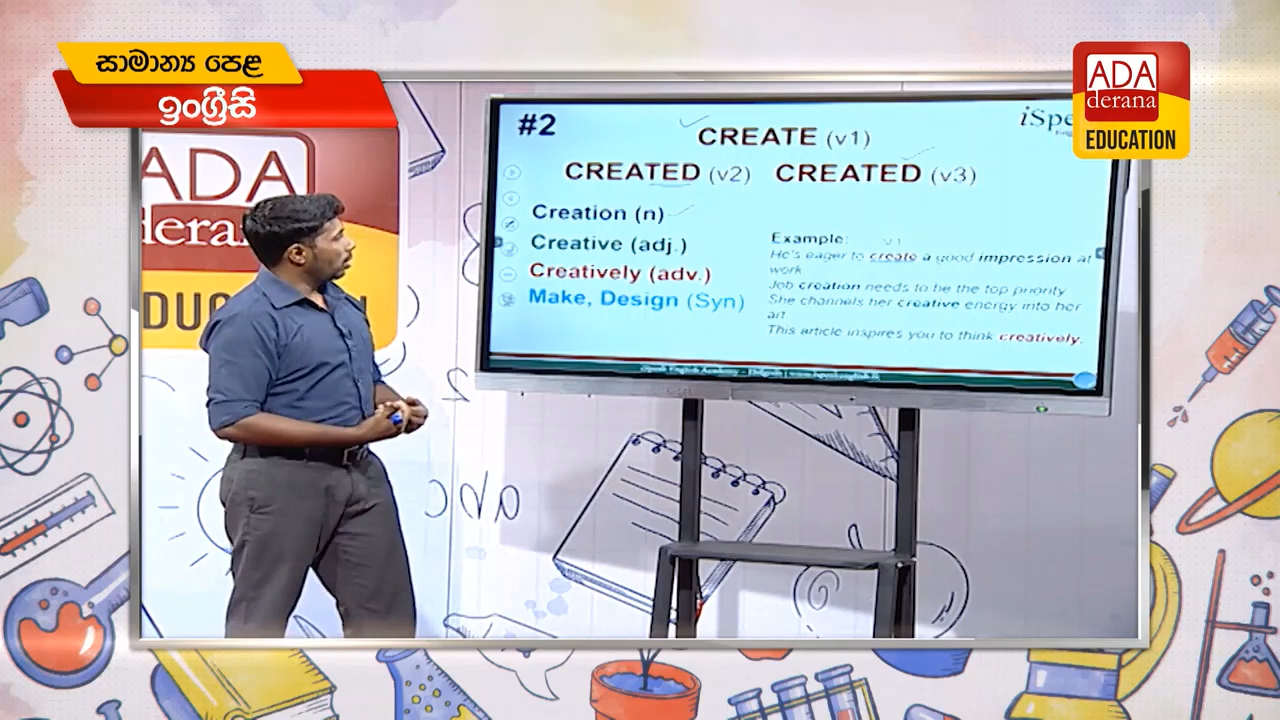 සාමාන්‍ය පෙළ
ඉංග්‍රීසි
ADA
derana
EDUCATION
ADA
#2
CREATE (v1)
CREATED (v2) CREATED (v3)
Creation (n)
Creative (adj.)
Creatively (adv.)
Make, Design (Syn)
Example:
v1
He's eager to create a good impression at
work
Job creation needs to be the top priority
She channels her creative energy into her
art
This article inspires you to think creatively.